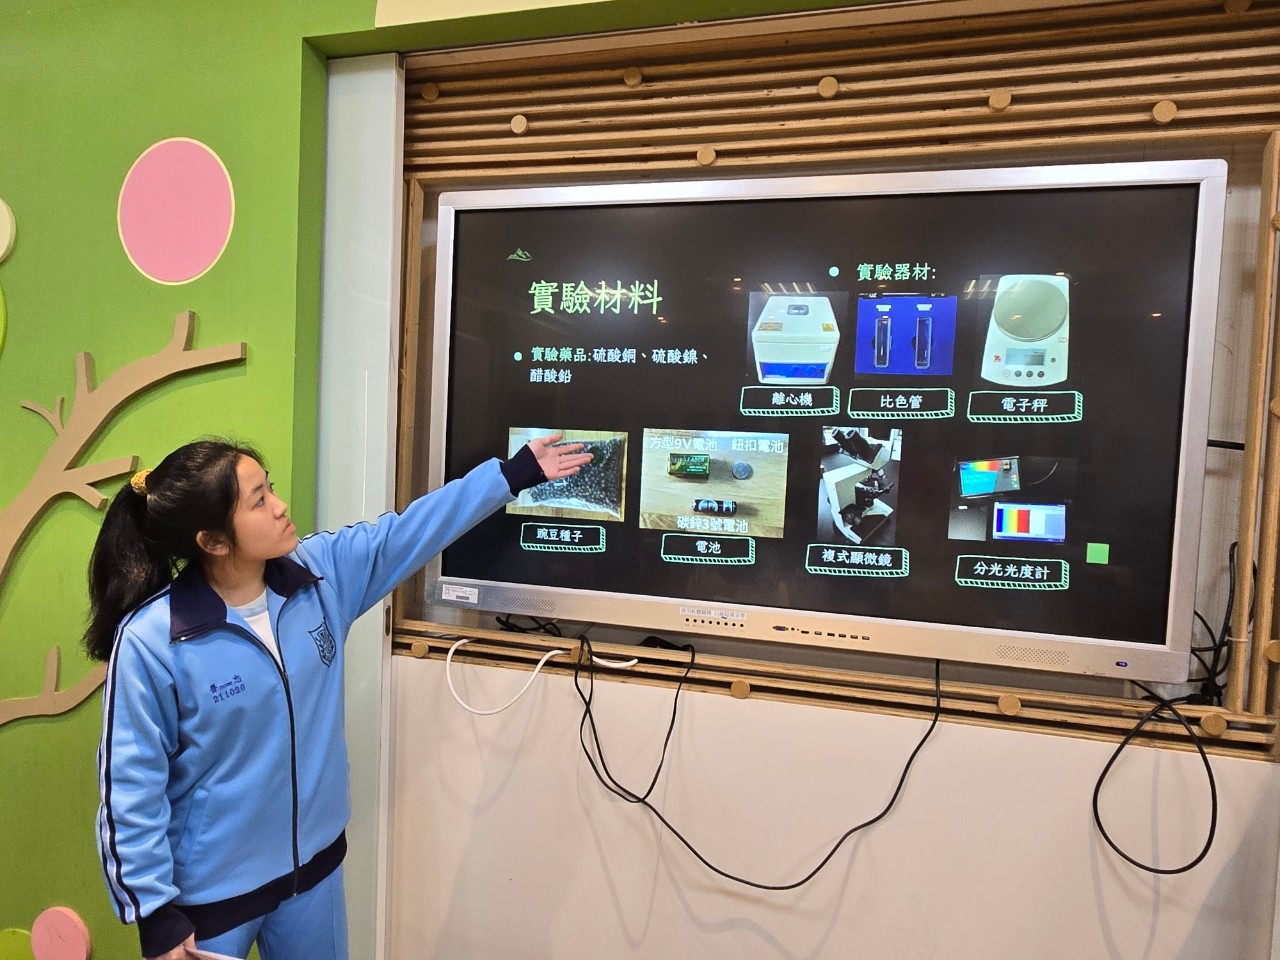 實驗材料
實驗藥品:硫酸銅、硫酸鎳、
醋酸鉛
實驗器材:
離心機
比色管
電子秤
方型9V電池 鈕扣電池
碳鋅3號電池
豌豆種子
電池
複式顯微鏡
分光光度計
211020